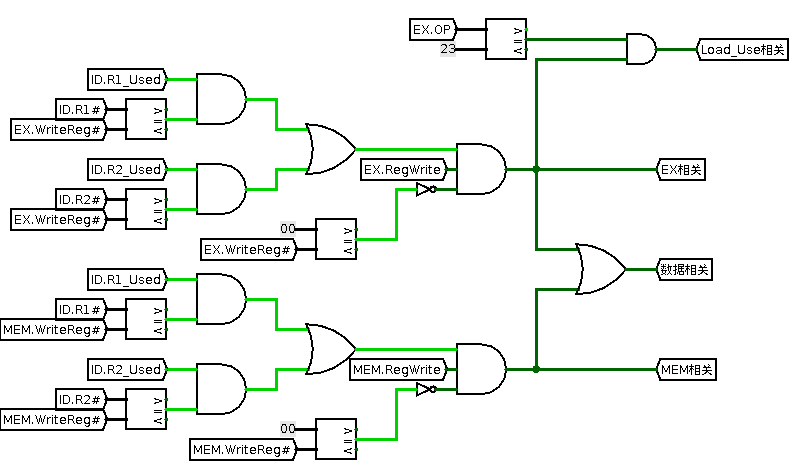 EX.OP
23
Load_Use相关
ID.R1_Used
ID.R1#
EX.WriteReg#
ID.R2_Used
ID.R2#
EX.WriteReg#
EX.RegWrite
EX相关
00
EX.WriteReg#
ID.R1_Used
ID.R1#
MEM.WriteReg#
数据相关
ID.R2_Used
ID.R2#
MEM.WriteReg#
MEM.RegWrite
MEM相关
00
MEM.WriteReg#